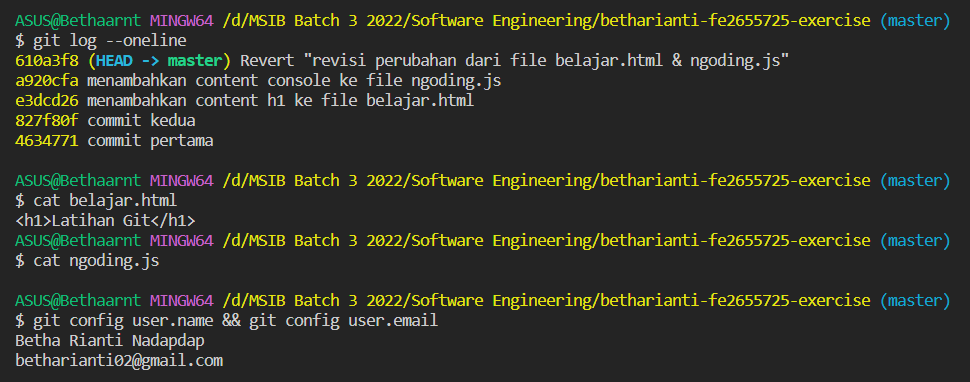 ASUS@Bethaarnt MINGW64 /d/MSIB Batch 3 2022/Software Engineering/betharianti-fe2655725-exercise (master)
$ git log --oneline
610a3f8 (HEAD -> master) Revert "revisi perubahan dari file belajar.html & ngoding.js"
a920cfa menambahkan content console ke file ngoding.js
e3dcd26 menambahkan content h1 ke file belajar.html
827f80f commit kedua
4634771 commit pertama
ASUS@Bethaarnt MINGW64 /d/MSIB Batch 3 2022/Software Engineering/betharianti-fe2655725-exercise (master)
$ cat belajar.html
<h1>Latihan Git</h1>
ASUS@Bethaarnt MINGW64 /d/MSIB Batch 3 2022/Software Engineering/betharianti-fe2655725-exercise (master)
$ cat ngoding.js
ASUS@Bethaarnt MINGW64 /d/MSIB Batch 3 2022/Software Engineering/betharianti-fe2655725-exercise (master)
$ git config user.name && git config user.email
Betha Rianti Nadapdap
betharianti02@gmail.com